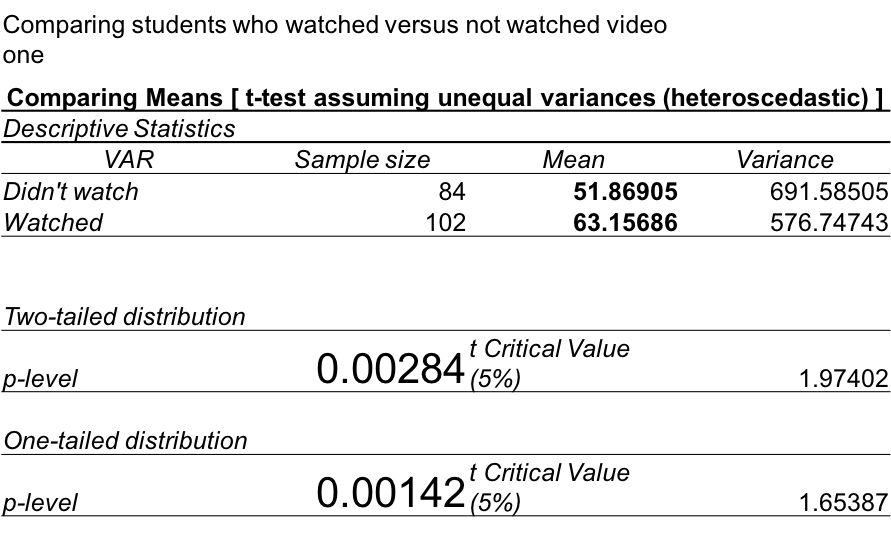 Comparing students who watched versus not watched video
one
Comparing Means [ t-test assuming unequal variances (heteroscedastic) ]
Descriptive Statistics
VAR Sample size Mean Variance
Didn't watch 84 51.86905 691.58505
Watched 102 63.15686 576.74743
Two-tailed distribution
p-level 0.00284 t Critical Value (5%) 1.97402
One-tailed distribution
p-level 0.00142 t Critical Value (5%) 1.65387